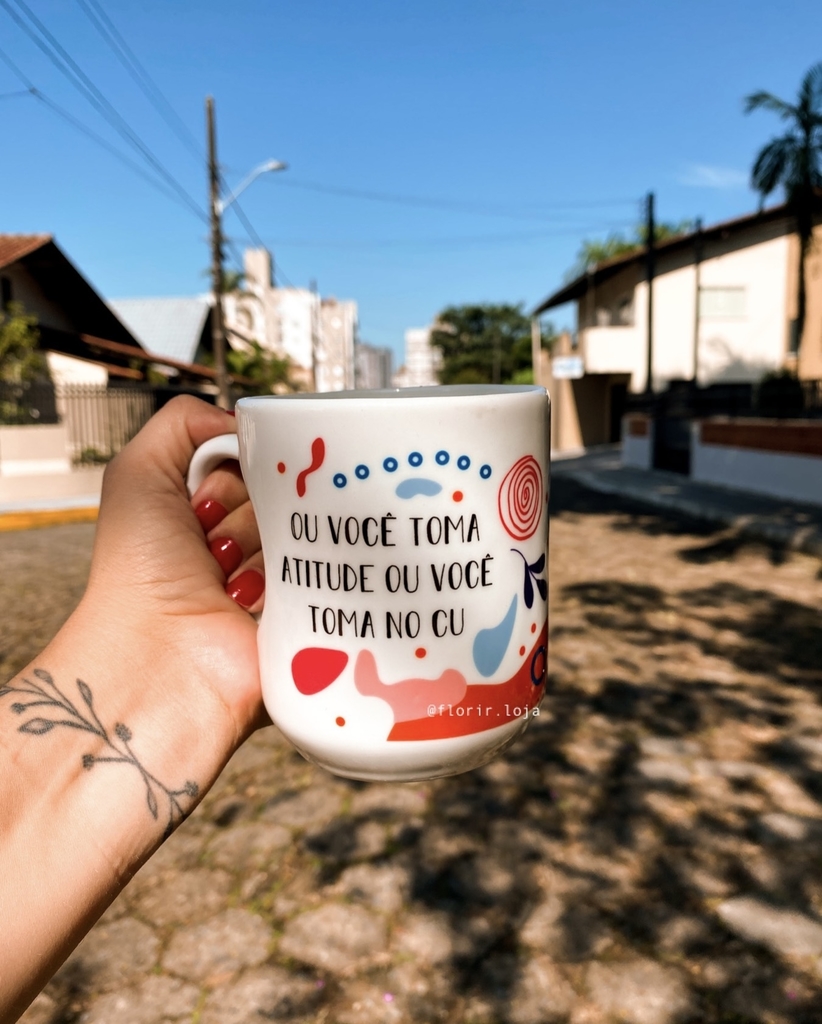 OU VOCÊ TOMA
ATITUDE OU VOCÊ
TOMA NO CU
@florir.loja